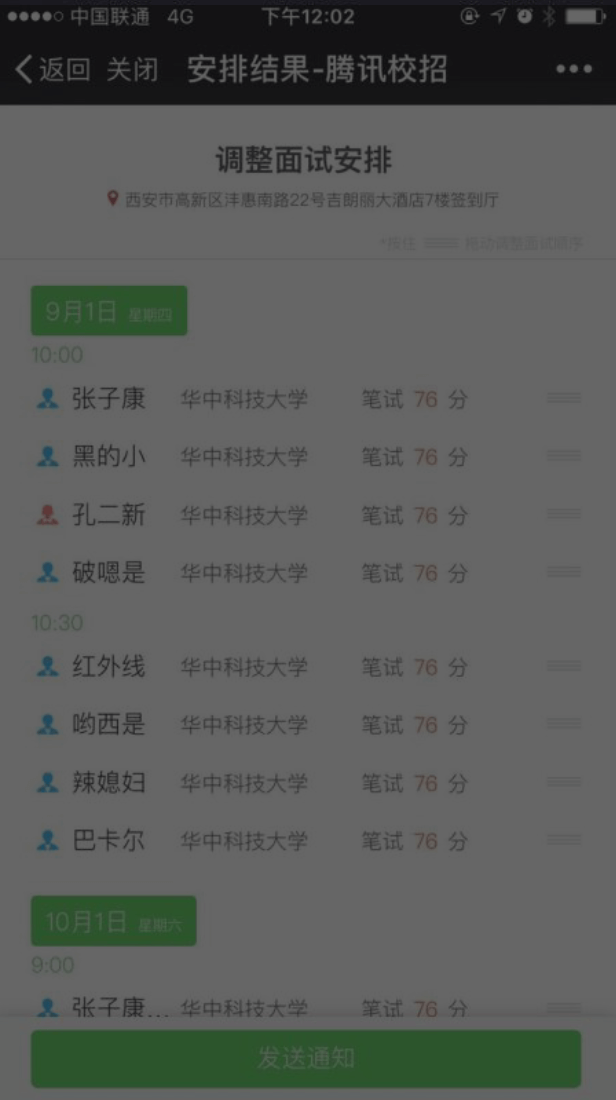 中国联通 4G 下午12:02
返回 关闭 安排结果-腾讯校招
调整面试安排
西安市高新区沣惠南路22号吉朗丽大酒店7楼签到厅
*按住 拖动调整面试顺序
9月1日 星期四
10:00
张子康 华中科技大学 笔试 76 分
黑的小 华中科技大学 笔试 76 分
孔二新 华中科技大学 笔试 76 分
破嗯是 华中科技大学 笔试 76 分
10:30
红外线 华中科技大学 笔试 76 分
哟西是 华中科技大学 笔试 76 分
辣媳妇 华中科技大学 笔试 76 分
巴卡尔 华中科技大学 笔试 76 分
10月1日 星期六
9:00
张子康... 华中科技大学 笔试 76 分
发送通知